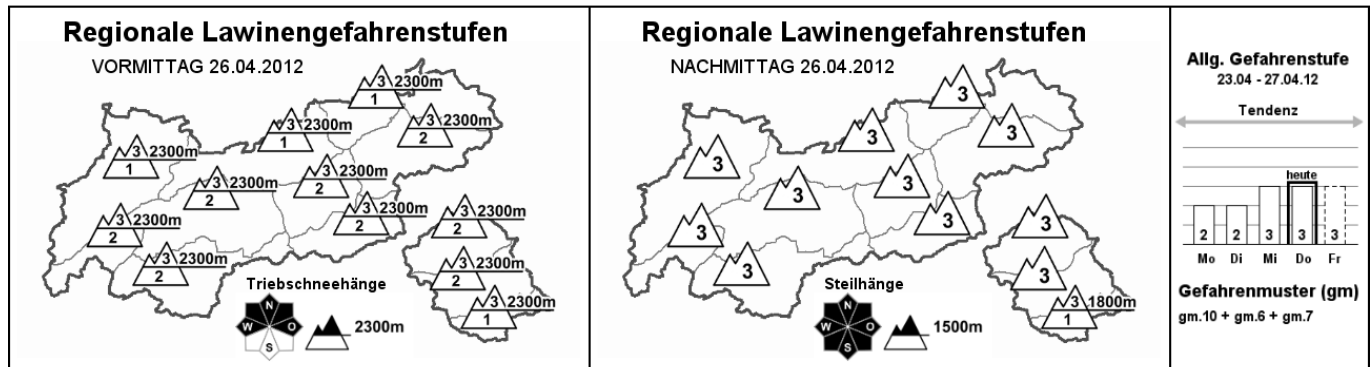 Regionale Lawinengefahrenstufen
VORMITTAG 26.04.2012
3 2300m
1
3 2300m
2
3 2300m
1
3 2300m
1
3 2300m
2
3 2300m
2
3 2300m
2
3 2300m
2
3 2300m
2
3 2300m
2
3 2300m
2
3 2300m
1
Triebschneehänge
N
W O
S
2300m
Regionale Lawinengefahrenstufen
NACHMITTAG 26.04.2012
3
3
3
3
3
3
3
3
3
3
3
3 1800m
1
Steilhänge
N
W O
S
1500m
Allg. Gefahrenstufe
23.04 - 27.04.12
Tendenz
heute
2 2 3 3 3
Mo Di Mi Do Fr
Gefahrenmuster (gm)
gm.10 + gm.6 + gm.7